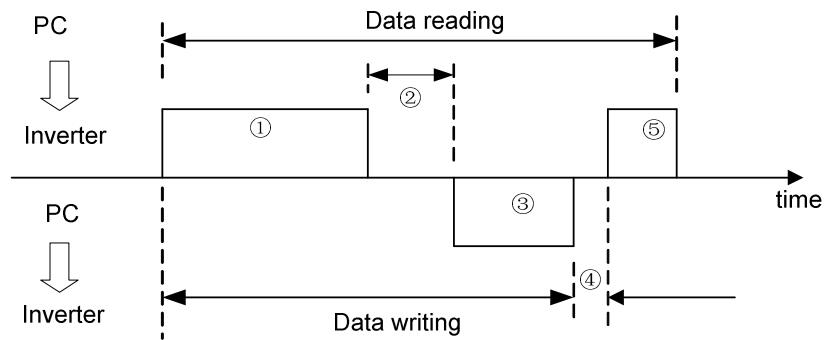 PC
Data reading
②
①
⑤
Inverter
time
PC
③
④
Inverter
Data writing